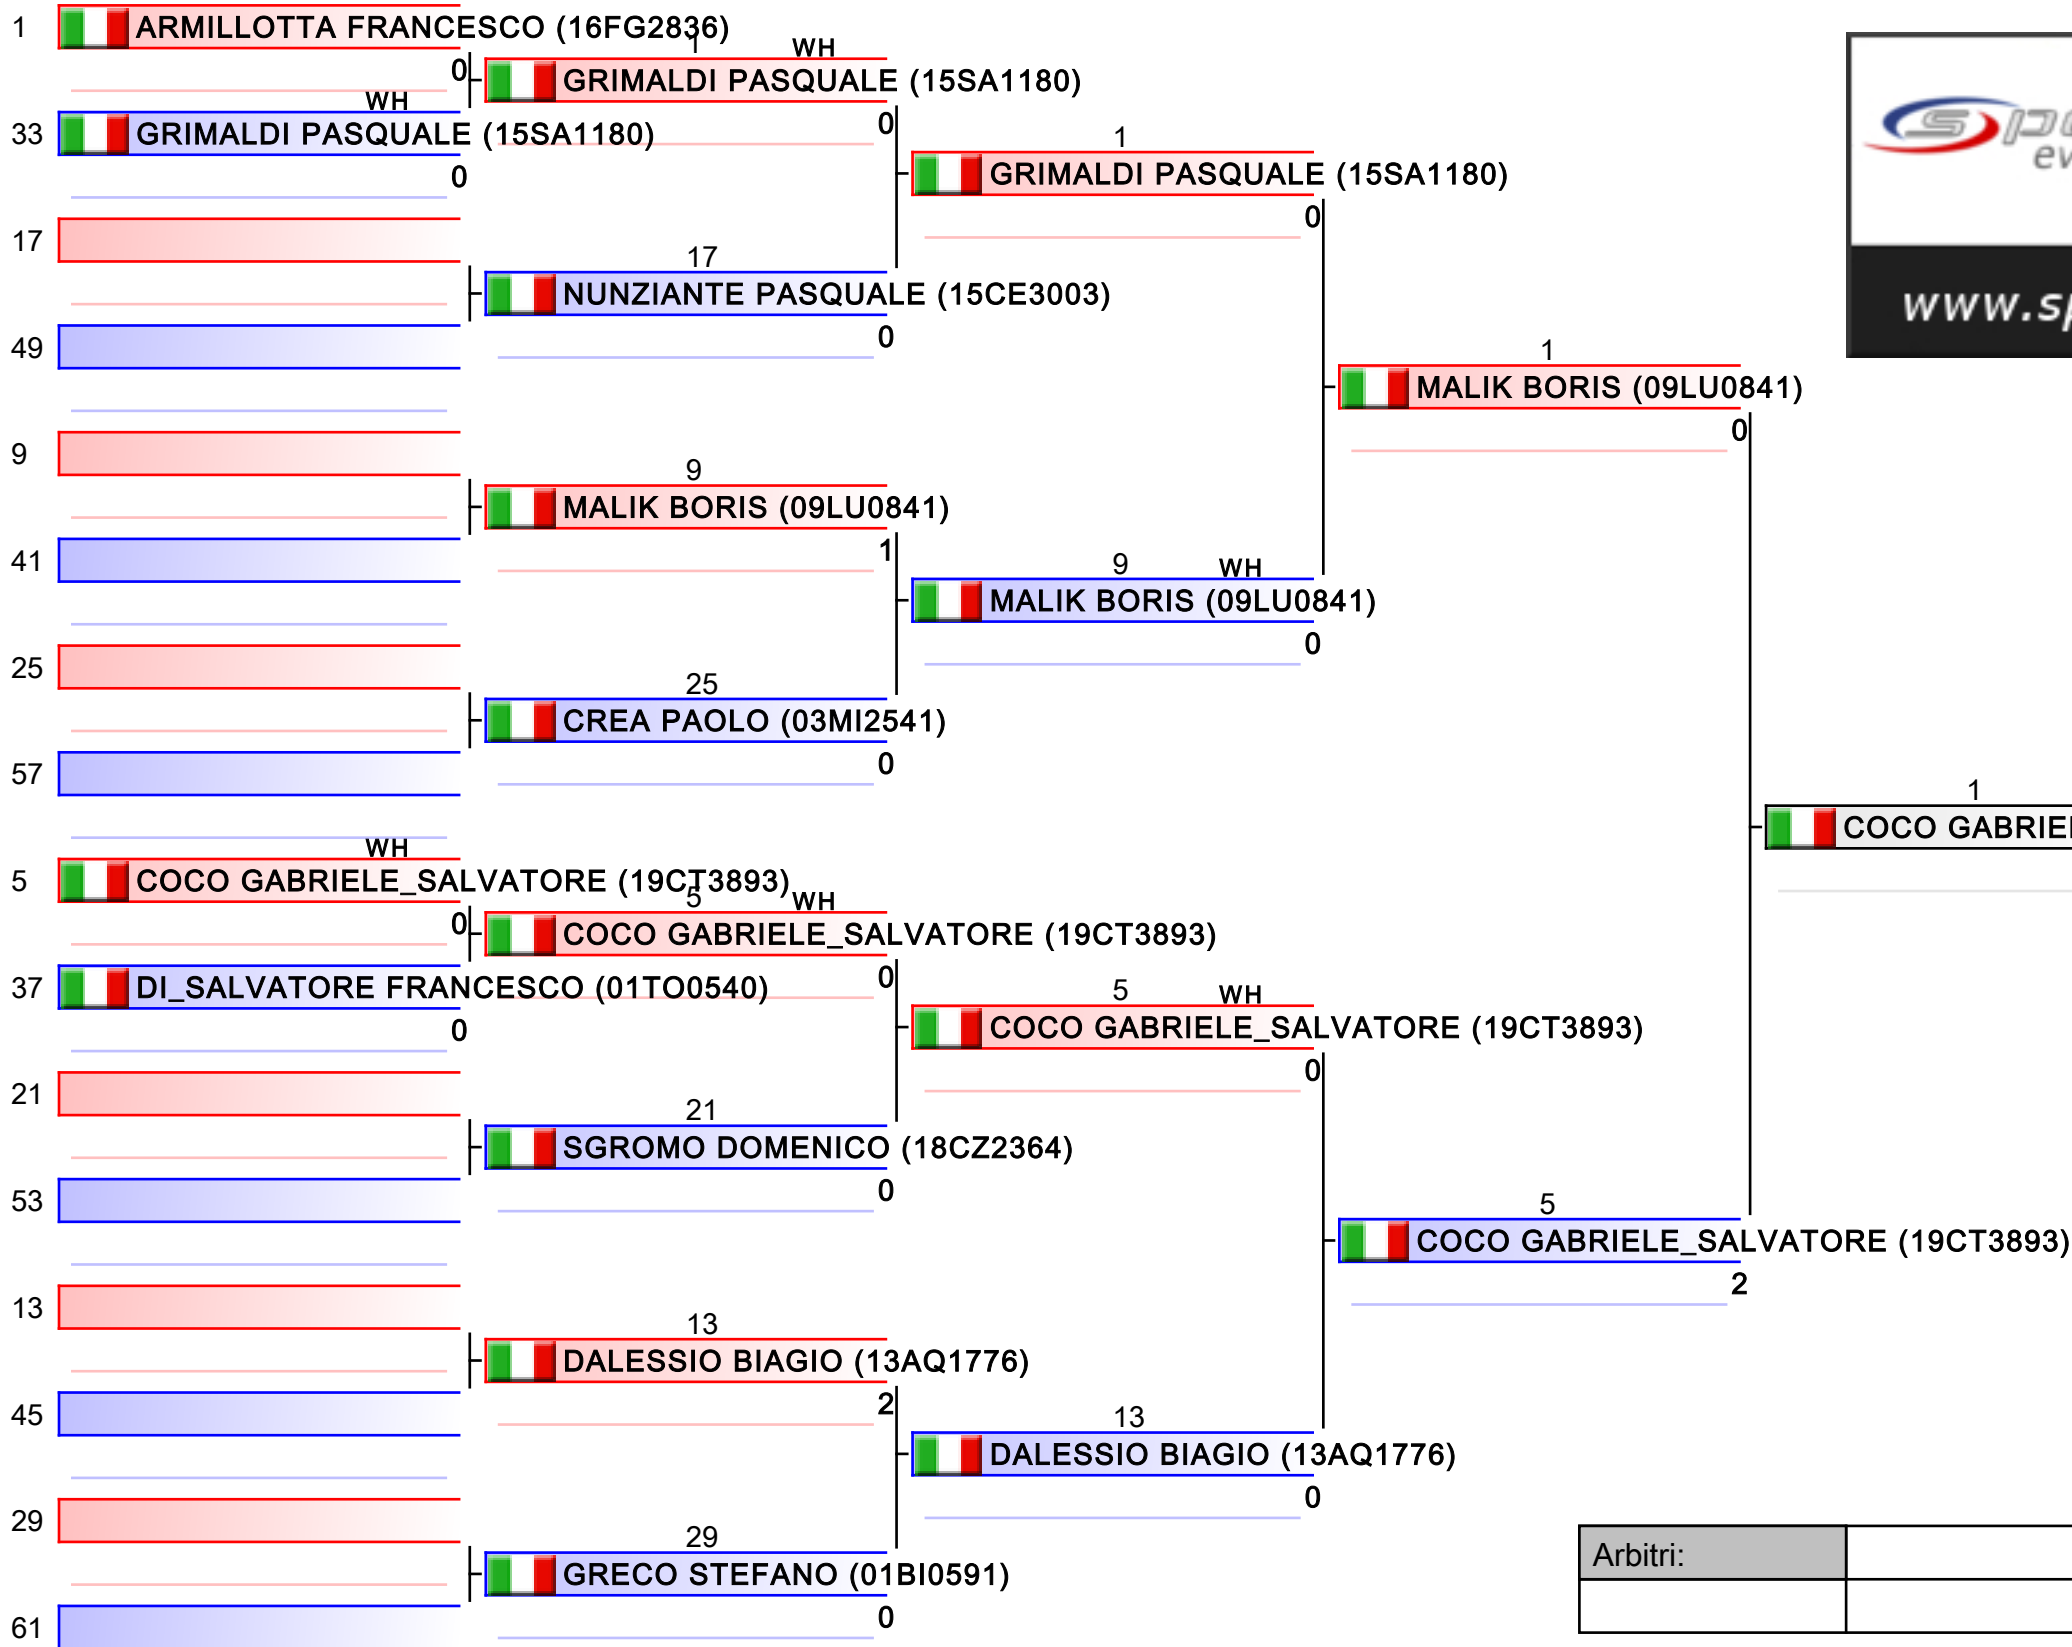 1 ARMILLOTTA FRANCESCO (16FG2836)
0
WH
33 GRIMALDI PASQUALE (15SA1180)
0
17
49
9
41
25
57
WH
5 COCO GABRIELE_SALVATORE (19CT3893)
0
37 DI_SALVATORE FRANCESCO (01TO0540)
0
21
53
13
45
29
61
1 WH
GRIMALDI PASQUALE (15SA1180)
0
17
NUNZIANTE PASQUALE (15CE3003)
0
9
MALIK BORIS (09LU0841)
1
25
CREA PAOLO (03MI2541)
0
5 WH
COCO GABRIELE_SALVATORE (19CT3893)
0
21
SGROMO DOMENICO (18CZ2364)
0
13
DALESSIO BIAGIO (13AQ1776)
2
29
GRECO STEFANO (01BI0591)
0
1
GRIMALDI PASQUALE (15SA1180)
0
9 WH
MALIK BORIS (09LU0841)
0
5 WH
COCO GABRIELE_SALVATORE (19CT3893)
0
13
DALESSIO BIAGIO (13AQ1776)
0
1
MALIK BORIS (09LU0841)
0
5
COCO GABRIELE_SALVATORE (19CT3893)
2
1
COCO GABRIEL
www.sp
Arbitri: